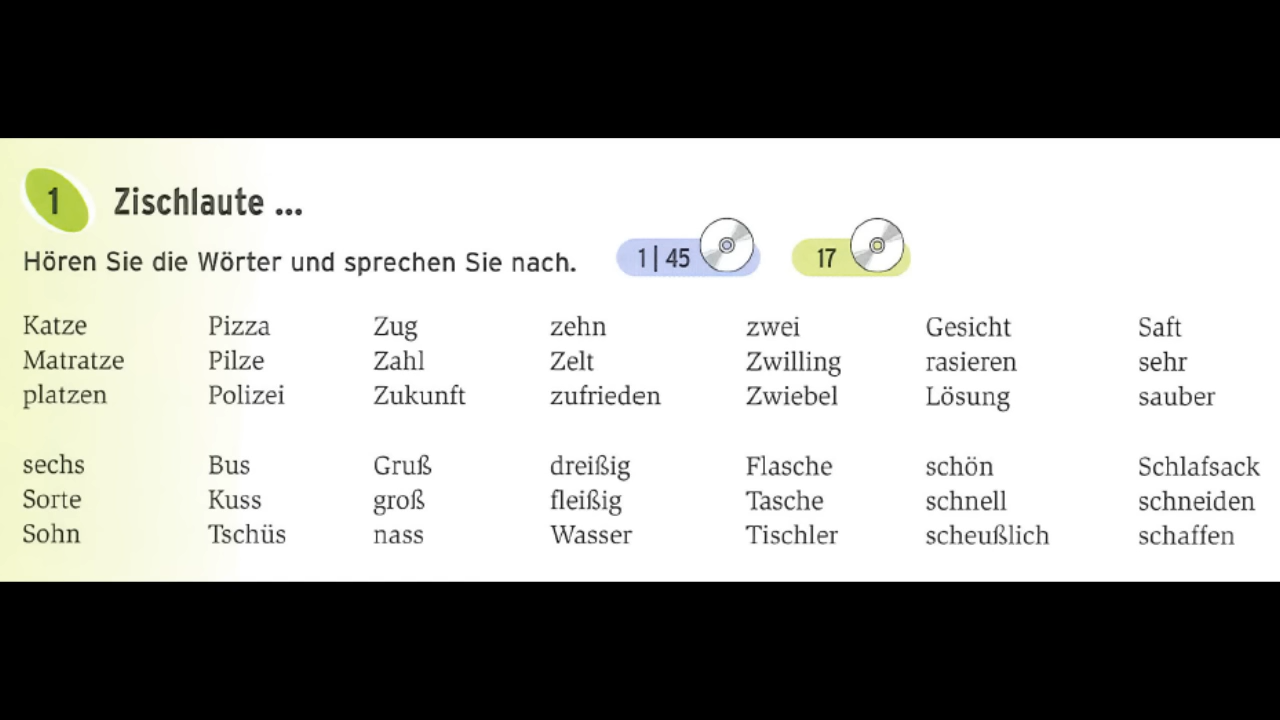 1 Zischlaute ...
Hören Sie die Wörter und sprechen Sie nach. 1|45 17
Katze Pizza Zug zehn zwei Gesicht Saft
Matratze Pilze Zahl Zelt Zwilling rasieren sehr
platzen Polizei Zukunft zufrieden Zwiebel Lösung sauber
sechs Bus Gruß dreißig Flasche schön Schlafsack
Sorte Kuss groß fleißig Tasche schnell schneiden
Sohn Tschüs nass Wasser Tischler scheußlich schaffen